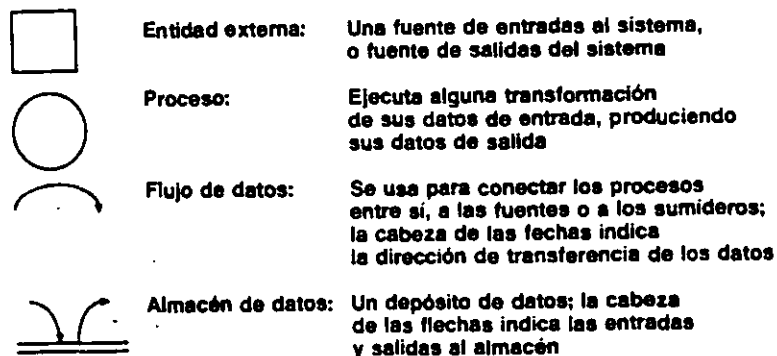 Entidad externa: Una fuente de entradas al sistema,
o fuente de salidas del sistema
Proceso: Ejecuta alguna transformación
de sus datos de entrada, produciendo
sus datos de salida
Flujo de datos: Se usa para conectar los procesos
entre sí, a las fuentes o a los sumideros;
la cabeza de las fechas indica
la dirección de transferencia de los datos
Almacén de datos: Un depósito de datos; la cabeza
de las flechas indica las entradas
y salidas al almacén